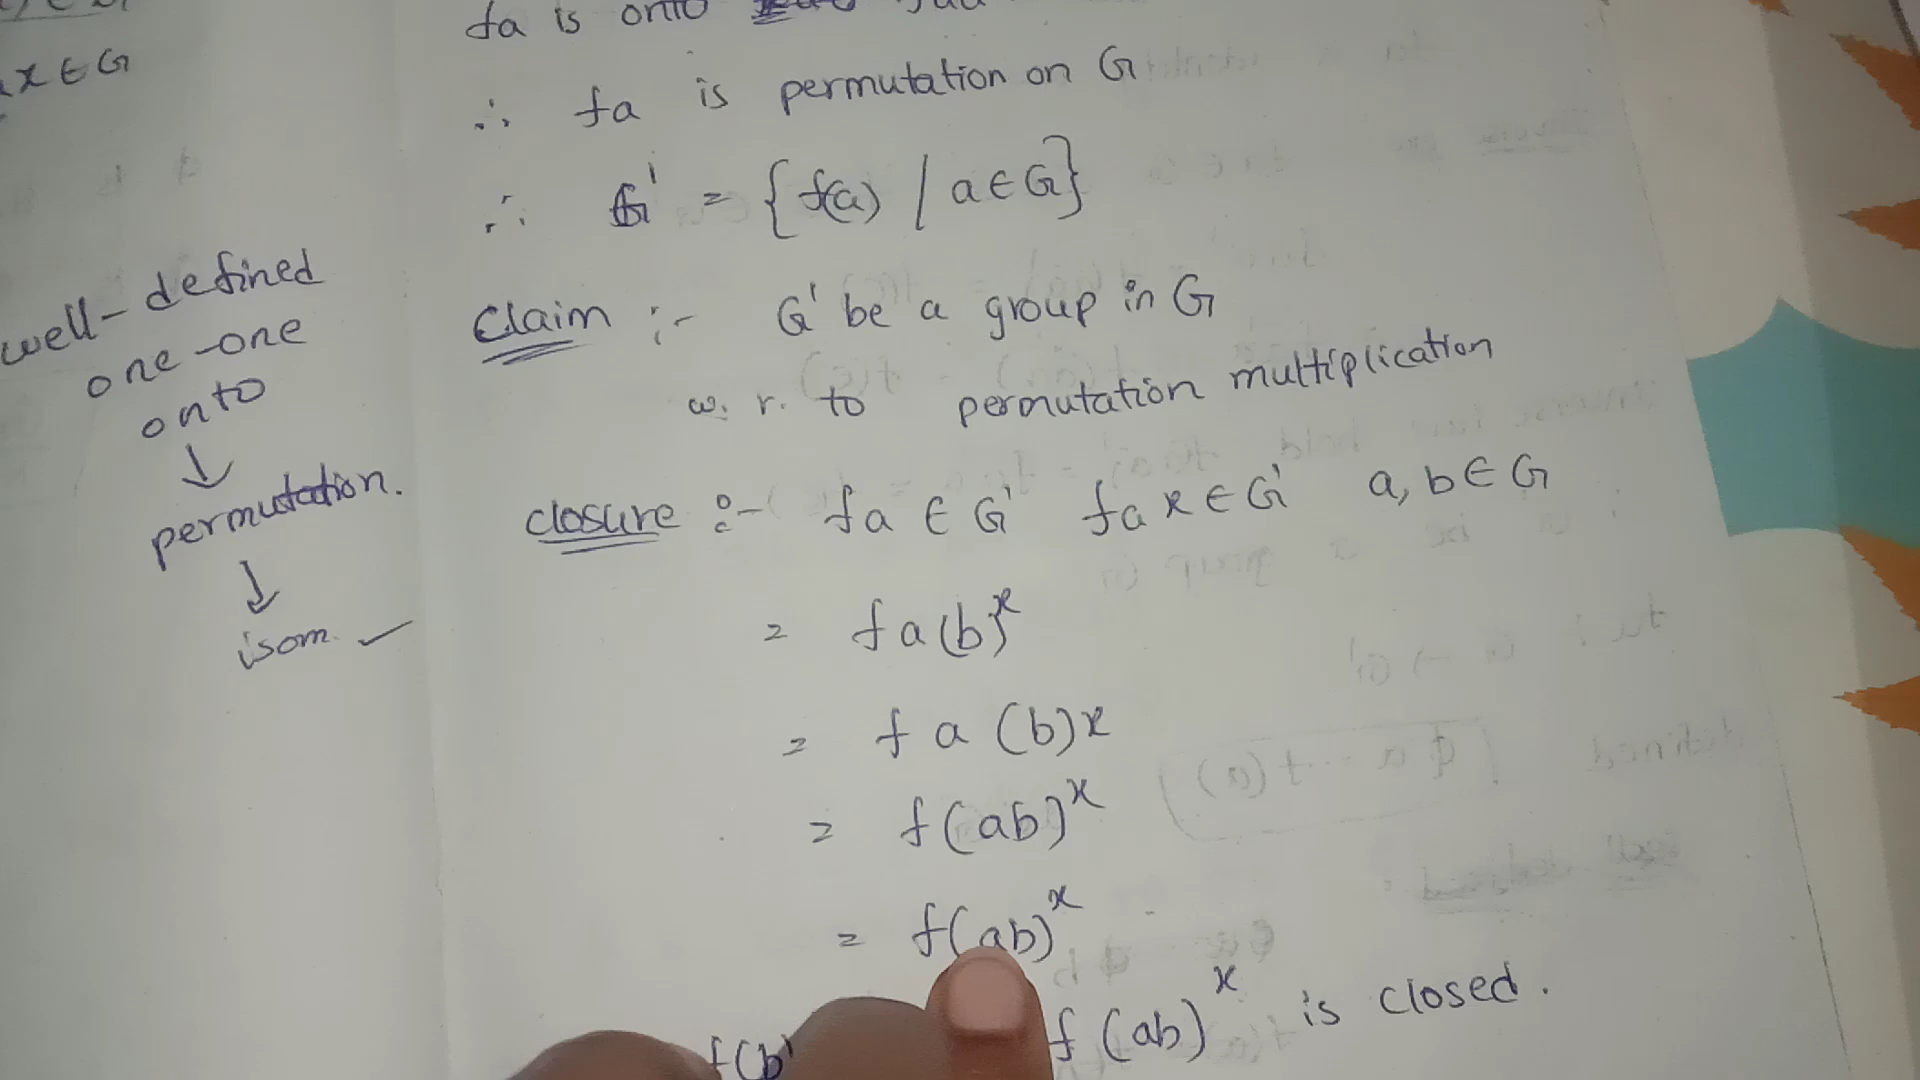 x ∈ G
well-defined
one-one
onto
↓
permutation.
↓
isom. ✓
fa is onto
∴ fa is permutation on G
∴ G' = {f(a) / a ∈ G}
Claim :- G' be a group in G
w. r. to permutation multiplication
closure :- fa ∈ G' fax ∈ G' a, b ∈ G
= fa(b)^x
= fa(b)x
= f(ab)^x
= f(ab)^x
f(b) f(ab)^x is closed.